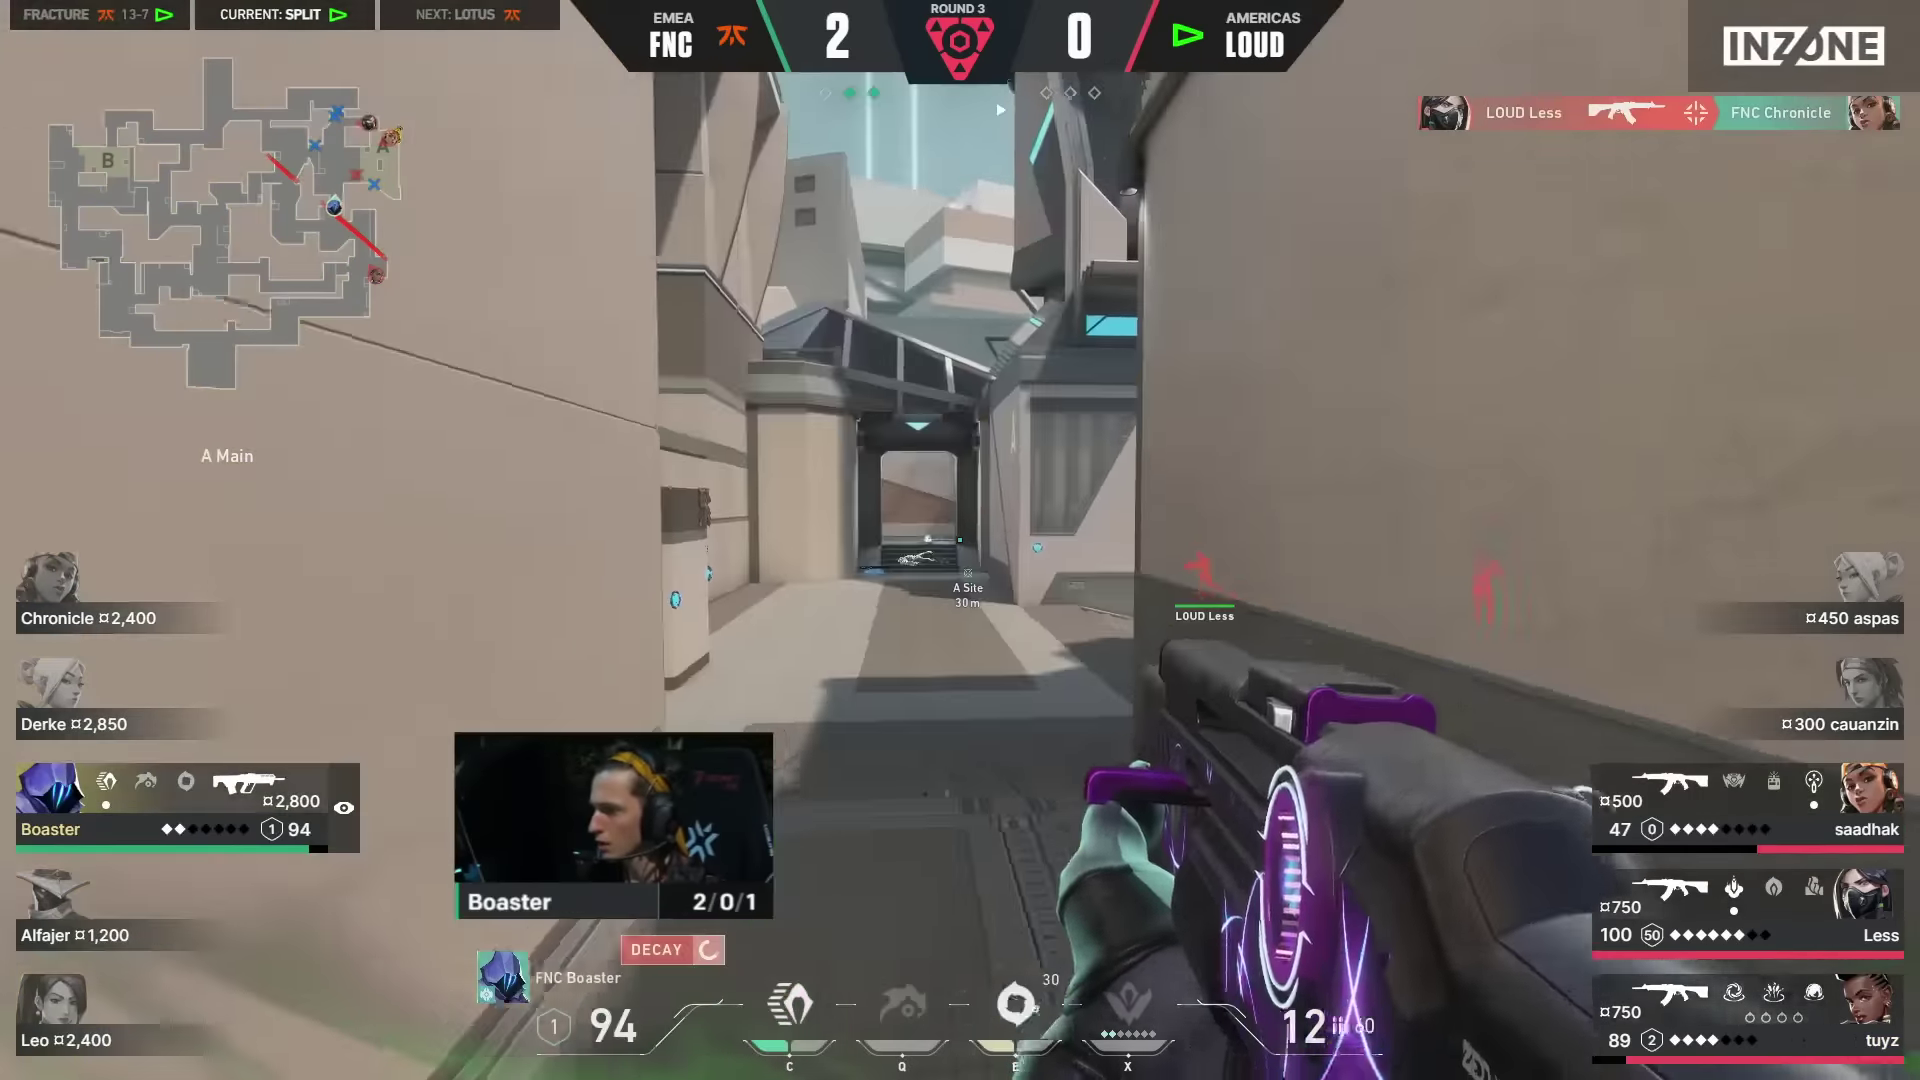 FRACTURE 13-7
CURRENT: SPLIT
NEXT: LOTUS
EMEA
FNC
2
ROUND 3
0
AMERICAS
LOUD
INZONE
LOUD Less
FNC Chronicle
B
A
A Main
A Site
30 m
LOUD Less
Chronicle ¤2,400
Derke ¤2,850
¤2,800
Boaster
1 94
Alfajer ¤1,200
Leo ¤2,400
¤450 aspas
¤300 cauanzin
¤500
47 0 saadhak
¤750
100 50 Less
¤750
89 2 tuyz
Boaster 2/0/1
DECAY
FNC Boaster
1 94
30
12 60
C Q E X